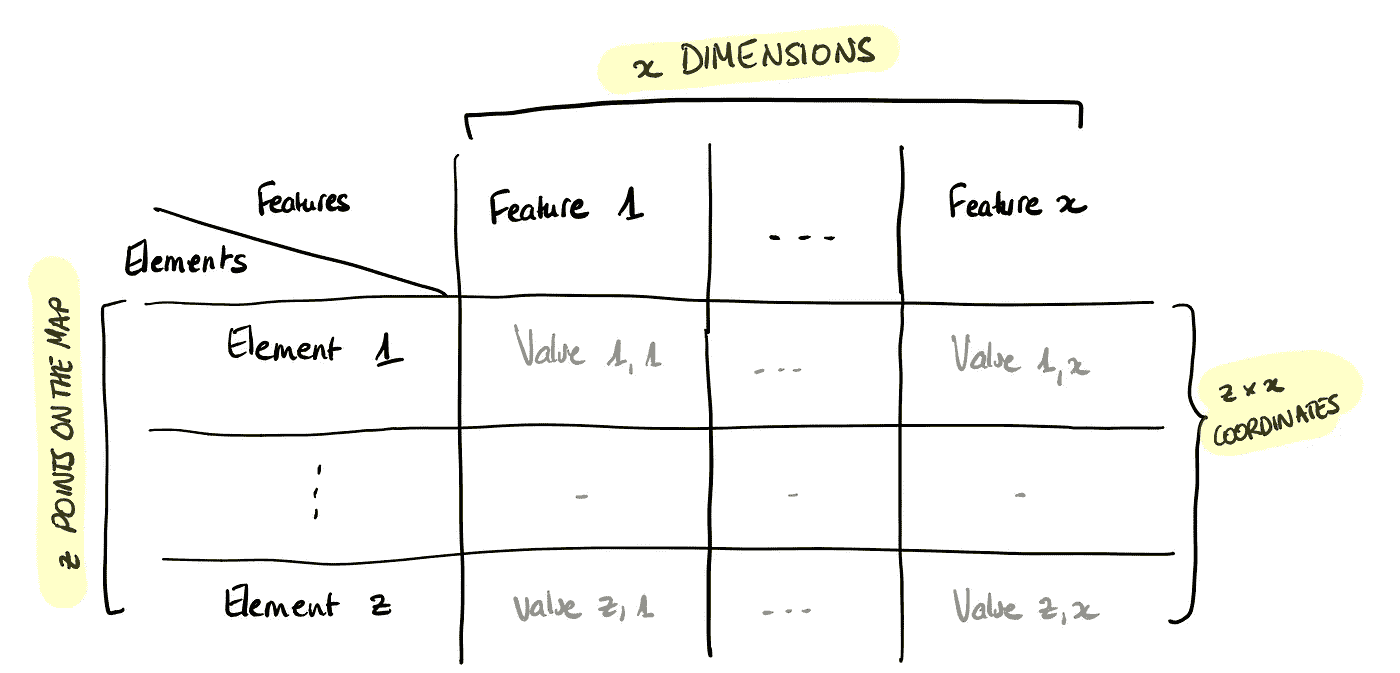 x DIMENSIONS
Features
Feature 1
...
Feature x
Elements
Element 1
Value 1,1
...
Value 1,x
z POINTS ON THE MAP
z × x
COORDINATES
⋮
-
-
-
Element z
Value z,1
...
Value z,x